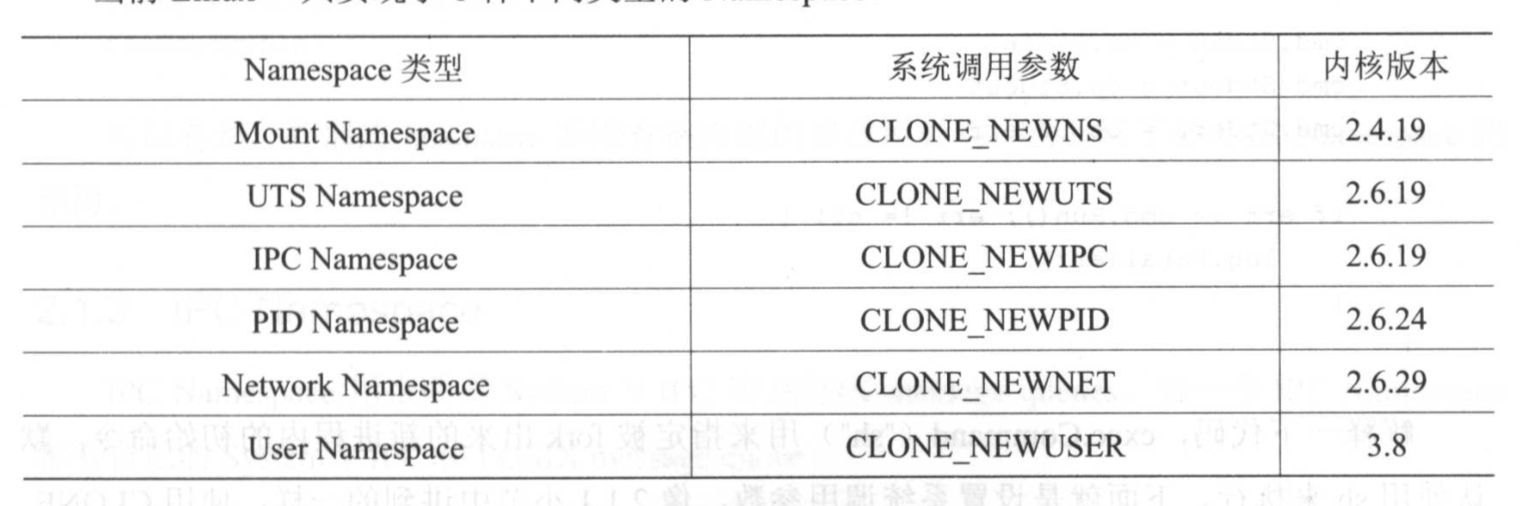 Namespace 类型 系统调用参数 内核版本
Mount Namespace CLONE_NEWNS 2.4.19
UTS Namespace CLONE_NEWUTS 2.6.19
IPC Namespace CLONE_NEWIPC 2.6.19
PID Namespace CLONE_NEWPID 2.6.24
Network Namespace CLONE_NEWNET 2.6.29
User Namespace CLONE_NEWUSER 3.8